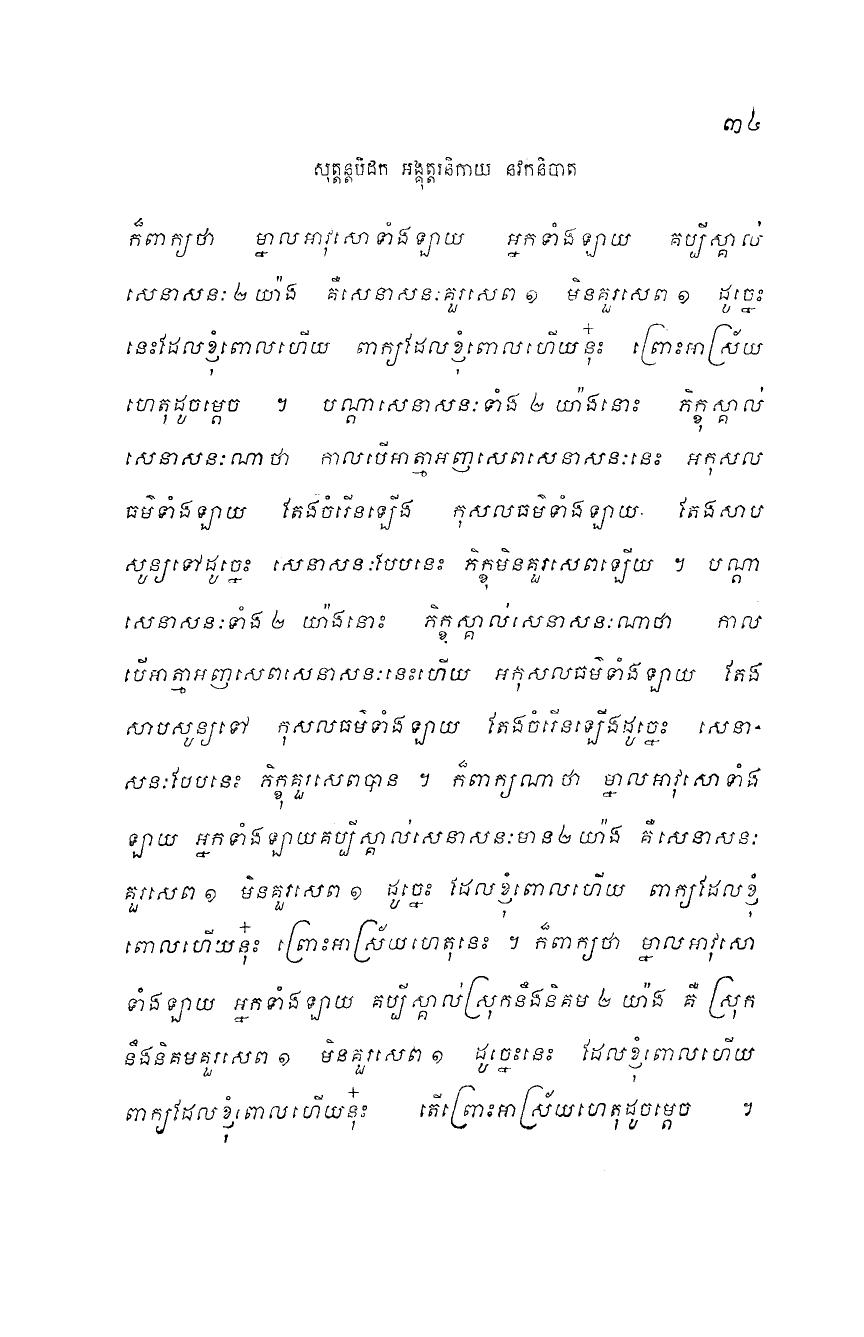 ៣៤
សុត្តន្តបិដក អង្គុត្តរនិកាយ នវកនិបាត
ក៏ពាក្យថា ម្នាលអាវុសោទាំងឡាយ អ្នកទាំងឡាយ គប្បីស្គាល់
សេនាសនៈ ២ យ៉ាង គឺសេនាសនៈគួរសេព ១ មិនគួរសេព ១ ដូច្នេះ
នេះដែលខ្ញុំពោលហើយ ពាក្យដែលខ្ញុំពោលហើយនុ៎ះ ព្រោះអាស្រ័យ
ហេតុដូចម្តេច ។ បណ្តាសេនាសនៈទាំង ២ យ៉ាងនោះ ភិក្ខុស្គាល់
សេនាសនៈណាថា កាលបើអាត្មាអញសេពសេនាសនៈនេះ អកុសល
ធម៌ទាំងឡាយ តែងចំរើនឡើង កុសលធម៌ទាំងឡាយ តែងសាប
សូន្យទៅដូច្នេះ សេនាសនៈបែបនេះ ភិក្ខុមិនគួរសេពឡើយ ។ បណ្តា
សេនាសនៈទាំង ២ យ៉ាងនោះ ភិក្ខុស្គាល់សេនាសនៈណាថា កាល
បើអាត្មាអញសេពសេនាសនៈនេះហើយ អកុសលធម៌ទាំងឡាយ តែង
សាបសូន្យទៅ កុសលធម៌ទាំងឡាយ តែងចំរើនឡើងដូច្នេះ សេនា-
សនៈបែបនេះ ភិក្ខុគួរសេពបាន ។ ក៏ពាក្យណាថា ម្នាលអាវុសោទាំង
ឡាយ អ្នកទាំងឡាយគប្បីស្គាល់សេនាសនៈមាន២ យ៉ាង គឺសេនាសនៈ
គួរសេព ១ មិនគួរសេព ១ ដូច្នេះ ដែលខ្ញុំពោលហើយ ពាក្យដែលខ្ញុំ
ពោលហើយនុ៎ះ ព្រោះអាស្រ័យហេតុនេះ ។ ក៏ពាក្យថា ម្នាលអាវុសោ
ទាំងឡាយ អ្នកទាំងឡាយ គប្បីស្គាល់ស្រុកនឹងនិគម ២ យ៉ាង គឺ ស្រុក
នឹងនិគមគួរសេព ១ មិនគួរសេព ១ ដូច្នេះនេះ ដែលខ្ញុំពោលហើយ
ពាក្យដែលខ្ញុំពោលហើយនុ៎ះ តើព្រោះអាស្រ័យហេតុដូចម្តេច ។